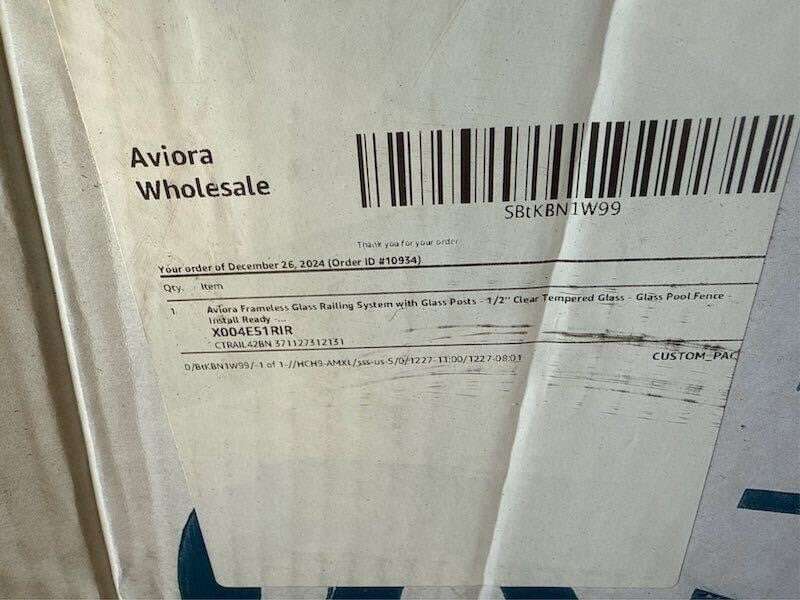 Aviora
Wholesale
SBtKBN1W99
Thank you for your order
Your order of December 26, 2024 (Order ID #10934)
Qty. Item
1 Aviora Frameless Glass Railing System with Glass Posts - 1/2" Clear Tempered Glass - Glass Pool Fence -
Install Ready -...
X004E51RIR
CTRAIL42BN 371127312131
D/BtKBN1W99/-1 of 1-//HCH9-AMXL/sss-us-5/0/1227-11:00/1227-08:01
CUSTOM_PAC